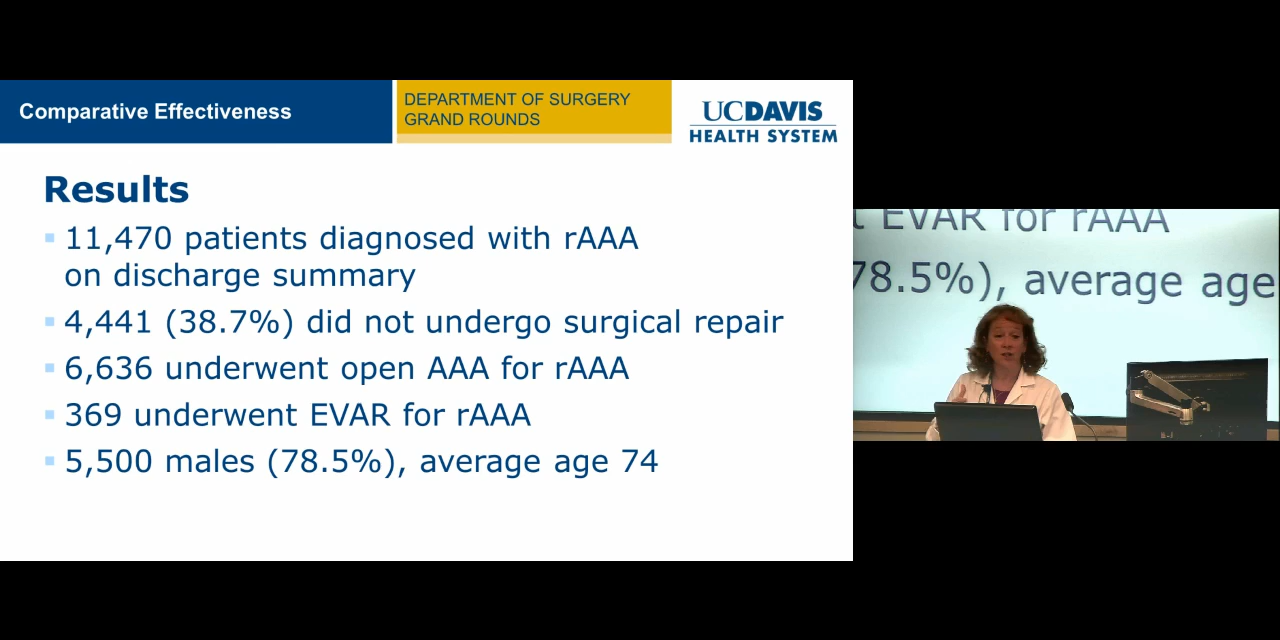 Comparative Effectiveness
DEPARTMENT OF SURGERY
GRAND ROUNDS
UCDAVIS
HEALTH SYSTEM
Results
11,470 patients diagnosed with rAAA
on discharge summary
4,441 (38.7%) did not undergo surgical repair
6,636 underwent open AAA for rAAA
369 underwent EVAR for rAAA
5,500 males (78.5%), average age 74
t EVAR for rAAA
78.5%), average age